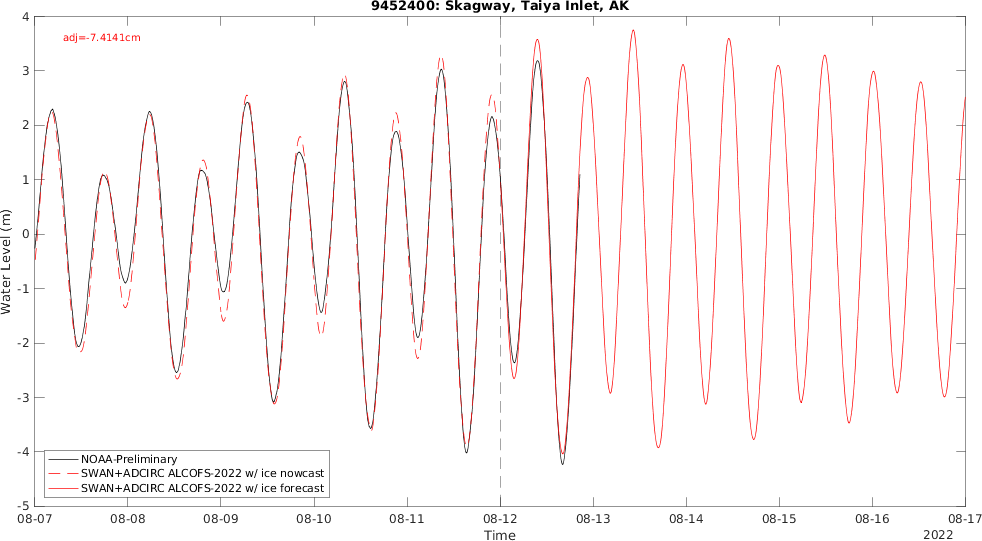 9452400: Skagway, Taiya Inlet, AK
adj=-7.4141cm
4
3
2
1
0
-1
-2
-3
-4
-5
Water Level (m)
NOAA-Preliminary
SWAN+ADCIRC ALCOFS-2022 w/ ice nowcast
SWAN+ADCIRC ALCOFS-2022 w/ ice forecast
08-07 08-08 08-09 08-10 08-11 08-12 08-13 08-14 08-15 08-16 08-17
Time
2022